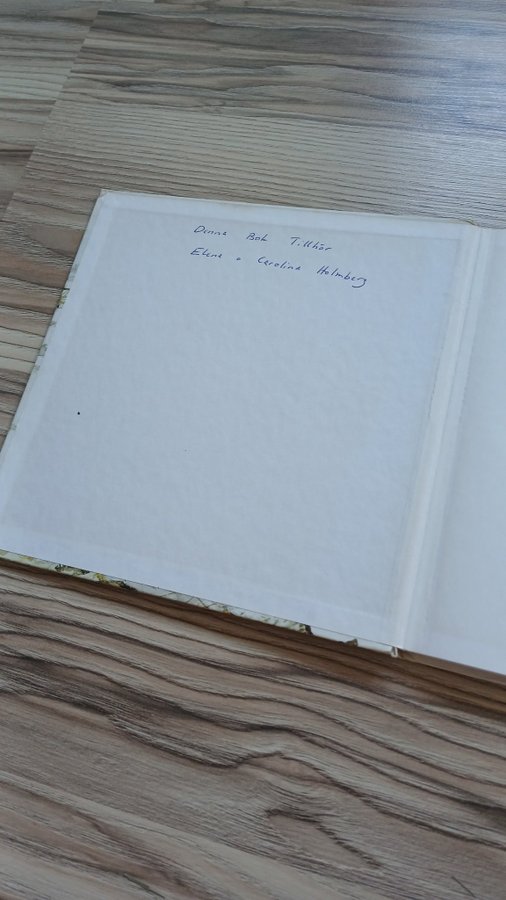 Denna Bok Tillhör
Elena o Carolina Holmberg